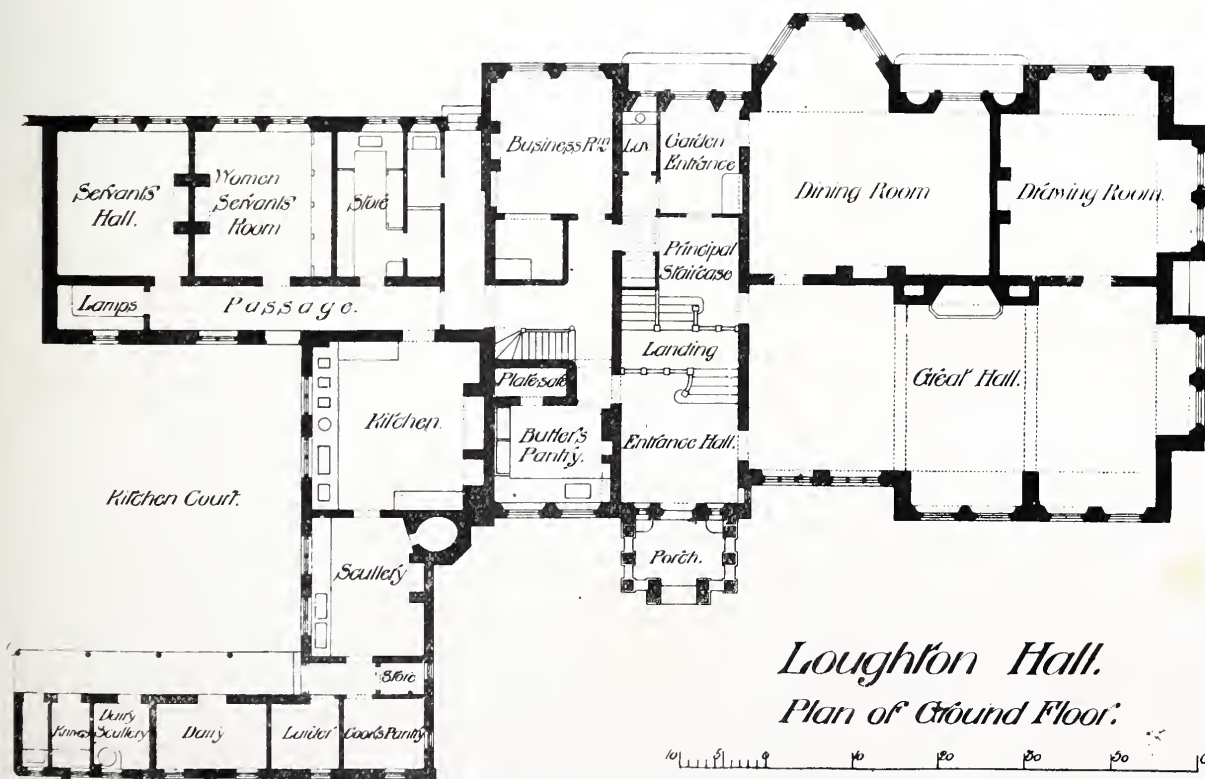 Business Rm
Lav
Garden
Entrance
Dining Room
Drawing Room.
Servants'
Hall.
Women
Servants'
Room
Store
Principal
Staircase
Lamps
Passage.
Landing
Great Hall.
Plate safe
Kitchen.
Butler's
Pantry.
Entrance Hall.
Kitchen Court.
Scullery
Porch.
Store
Knives
Dairy
Scullery
Dairy
Larder
Cook's Pantry
Loughton Hall.
Plan of Ground Floor.
10 5 0 10 20 30